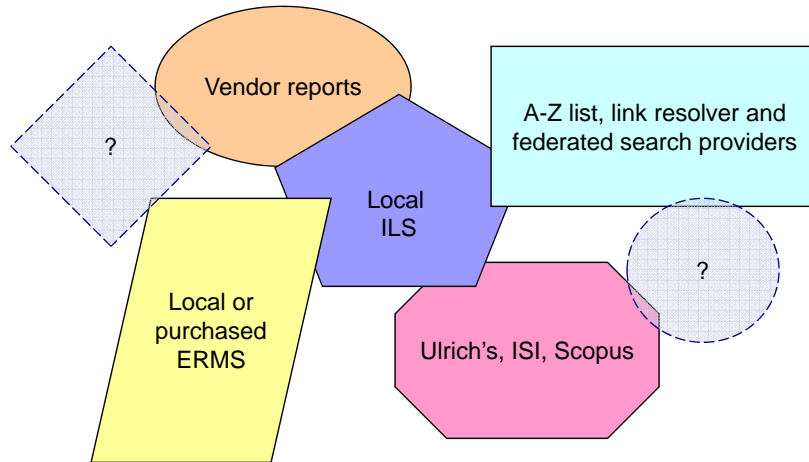 Vendor reports
A-Z list, link resolver and
federated search providers
?
Local
ILS
?
Local or
purchased
ERMS
Ulrich's, ISI, Scopus